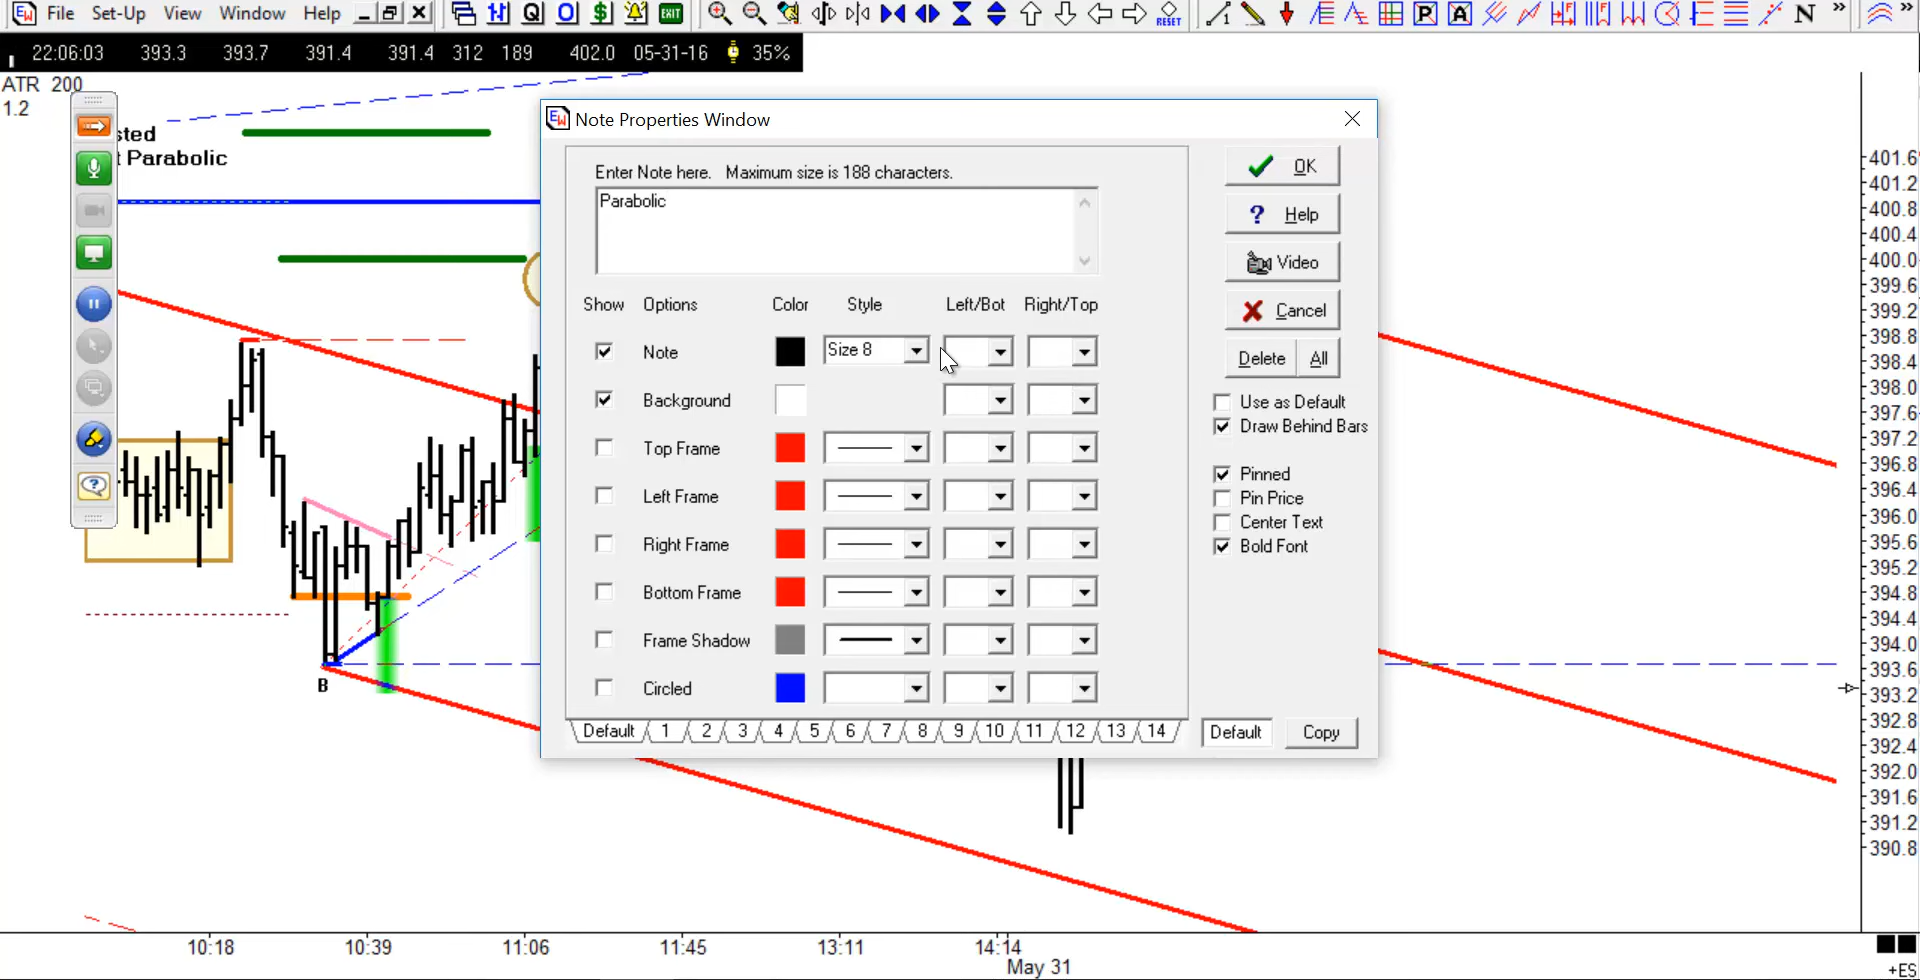 File Set-Up View Window Help
EXIT RESET N »  »
22:06:03 393.3 393.7 391.4 391.4 312 189 402.0 05-31-16 35%
ATR 200
1.2
sted
t Parabolic
B
Note Properties Window
Enter Note here. Maximum size is 188 characters.
Parabolic
Show Options Color Style Left/Bot Right/Top
Note Size 8
Background
Top Frame
Left Frame
Right Frame
Bottom Frame
Frame Shadow
Circled
Default 1 2 3 4 5 6 7 8 9 10 11 12 13 14
OK
Help
Video
Cancel
Delete All
Use as Default
Draw Behind Bars
Pinned
Pin Price
Center Text
Bold Font
Default Copy
401.6
401.2
400.8
400.4
400.0
399.6
399.2
398.8
398.4
398.0
397.6
397.2
396.8
396.4
396.0
395.6
395.2
394.8
394.4
394.0
393.6
393.2
392.8
392.4
392.0
391.6
391.2
390.8
10:18 10:39 11:06 11:45 13:11 14:14
May 31
+ES